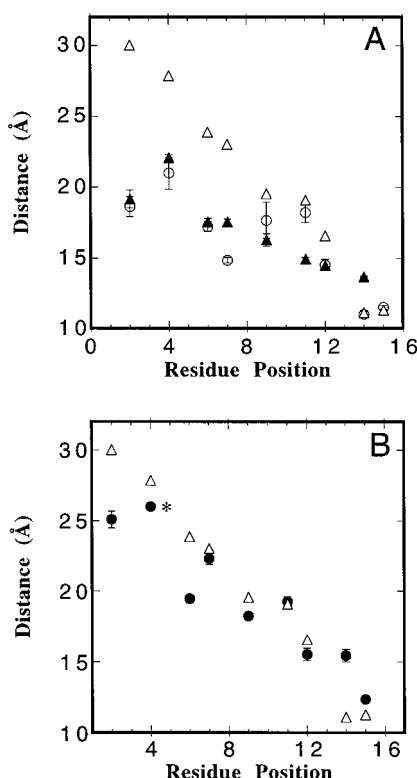 A
30
25
20
15
10
Distance (Å)
0 4 8 12 16
Residue Position
B
30
25
20
15
10
Distance (Å)
*
4 8 12 16
Residue Position